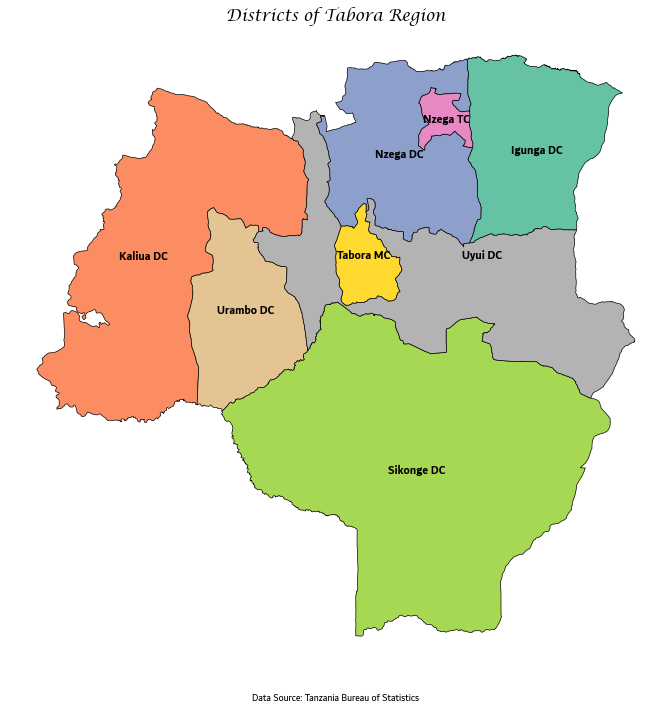 Districts of Tabora Region
Nzega TC
Nzega DC
Igunga DC
Kaliua DC
Tabora MC
Uyui DC
Urambo DC
Sikonge DC
Data Source: Tanzania Bureau of Statistics